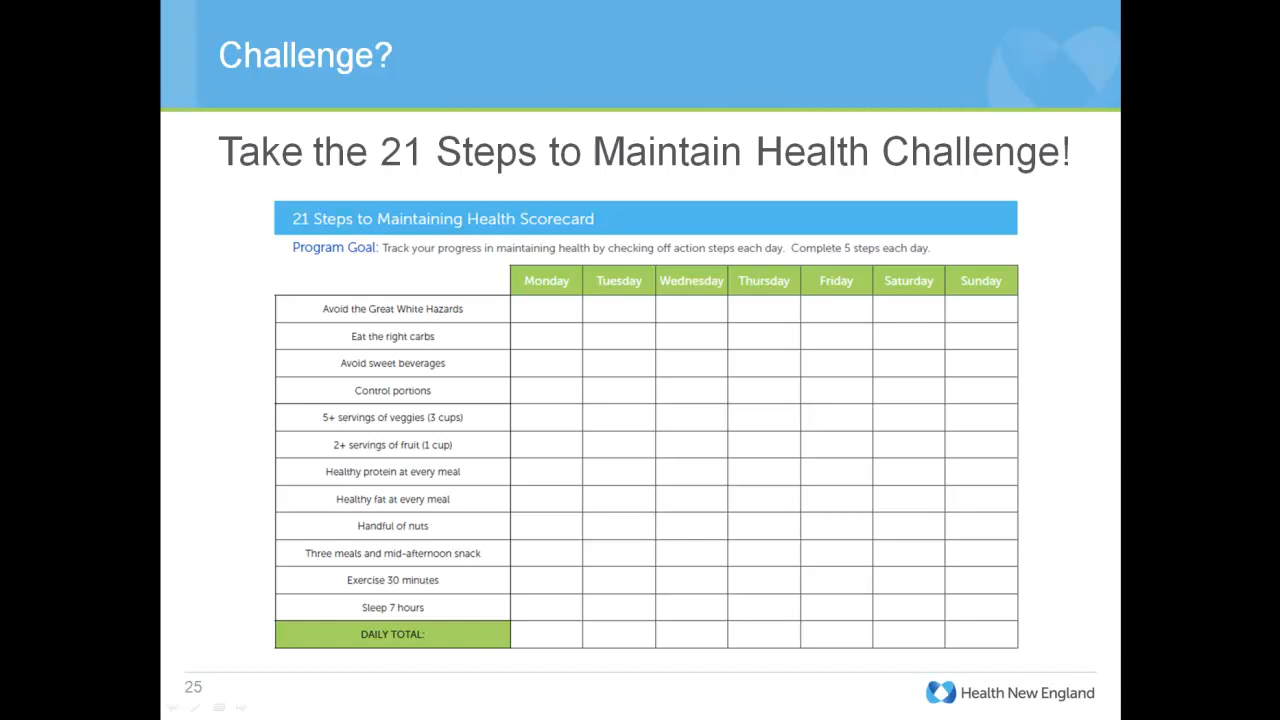 Challenge?
Take the 21 Steps to Maintain Health Challenge!
21 Steps to Maintaining Health Scorecard
Program Goal: Track your progress in maintaining health by checking off action steps each day. Complete 5 steps each day.
Monday Tuesday Wednesday Thursday Friday Saturday Sunday
Avoid the Great White Hazards
Eat the right carbs
Avoid sweet beverages
Control portions
5+ servings of veggies (3 cups)
2+ servings of fruit (1 cup)
Healthy protein at every meal
Healthy fat at every meal
Handful of nuts
Three meals and mid-afternoon snack
Exercise 30 minutes
Sleep 7 hours
DAILY TOTAL:
25
Health New England